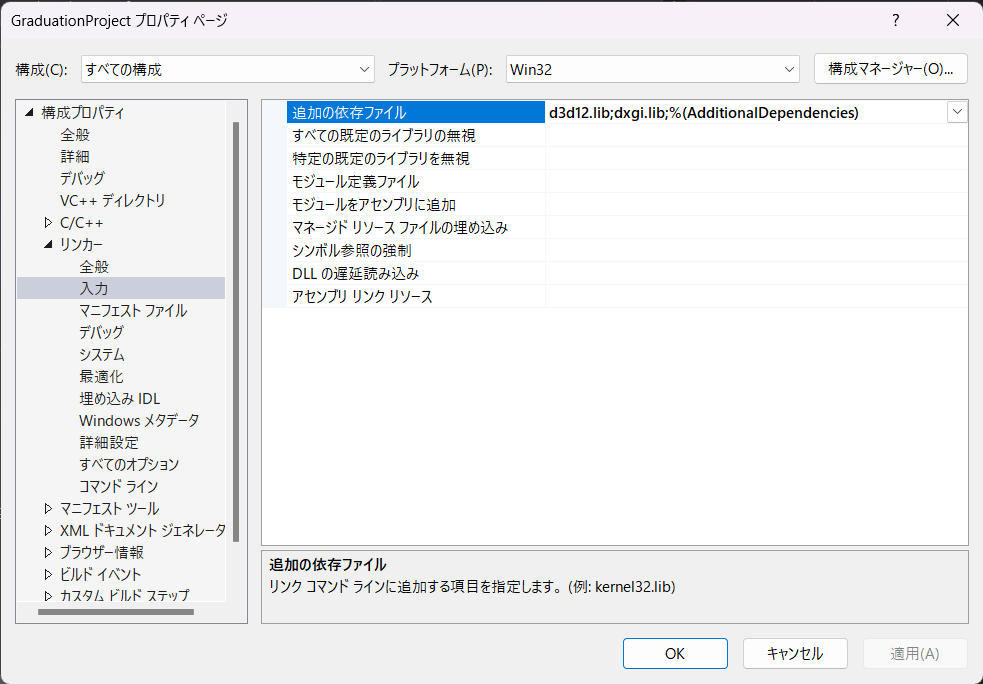 GraduationProject プロパティ ページ
?
構成(C): すべての構成 プラットフォーム(P): Win32 構成マネージャー(O)...
構成プロパティ
全般
詳細
デバッグ
VC++ ディレクトリ
C/C++
リンカー
全般
入力
マニフェスト ファイル
デバッグ
システム
最適化
埋め込み IDL
Windows メタデータ
詳細設定
すべてのオプション
コマンド ライン
マニフェスト ツール
XML ドキュメント ジェネレータ
ブラウザー情報
ビルド イベント
カスタム ビルド ステップ
追加の依存ファイル d3d12.lib;dxgi.lib;%(AdditionalDependencies)
すべての既定のライブラリの無視
特定の既定のライブラリを無視
モジュール定義ファイル
モジュールをアセンブリに追加
マネージド リソース ファイルの埋め込み
シンボル参照の強制
DLL の遅延読み込み
アセンブリ リンク リソース
追加の依存ファイル
リンク コマンド ラインに追加する項目を指定します。(例: kernel32.lib)
OK キャンセル 適用(A)